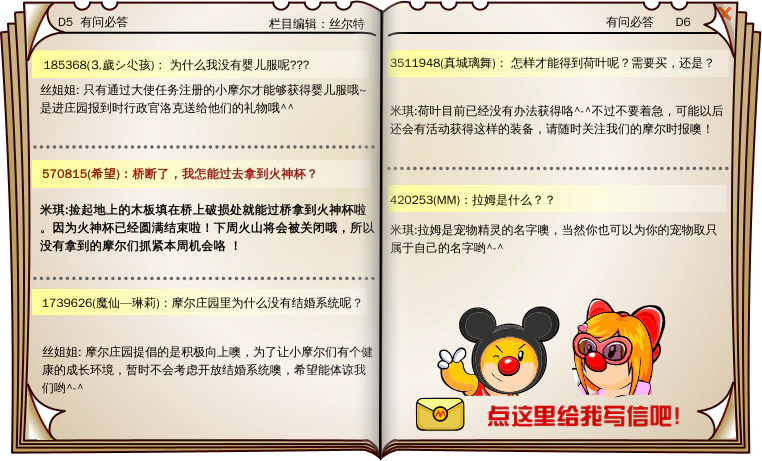 D5 有问必答
栏目编辑：丝尔特
185368(3.歲シ尐孩)： 为什么我没有婴儿服呢???
丝姐姐: 只有通过大使任务注册的小摩尔才能够获得婴儿服哦~
是进庄园报到时行政官洛克送给他们的礼物哦^^
570815(希望)：桥断了，我怎能过去拿到火神杯？
米琪:捡起地上的木板填在桥上破损处就能过桥拿到火神杯啦
。因为火神杯已经圆满结束啦！下周火山将会被关闭哦，所以
没有拿到的摩尔们抓紧本周机会咯 ！
1739626(魔仙—琳莉)：摩尔庄园里为什么没有结婚系统呢？
丝姐姐: 摩尔庄园提倡的是积极向上噢，为了让小摩尔们有个健
康的成长环境，暂时不会考虑开放结婚系统噢，希望能体谅我
们哟^-^
有问必答 D6
3511948(真城璃舞)： 怎样才能得到荷叶呢？需要买，还是？
米琪:荷叶目前已经没有办法获得咯^-^不过不要着急，可能以后
还会有活动获得这样的装备，请随时关注我们的摩尔时报噢！
420253(MM)：拉姆是什么？？
米琪:拉姆是宠物精灵的名字噢，当然你也可以为你的宠物取只
属于自己的名字哟^-^
点这里给我写信吧!